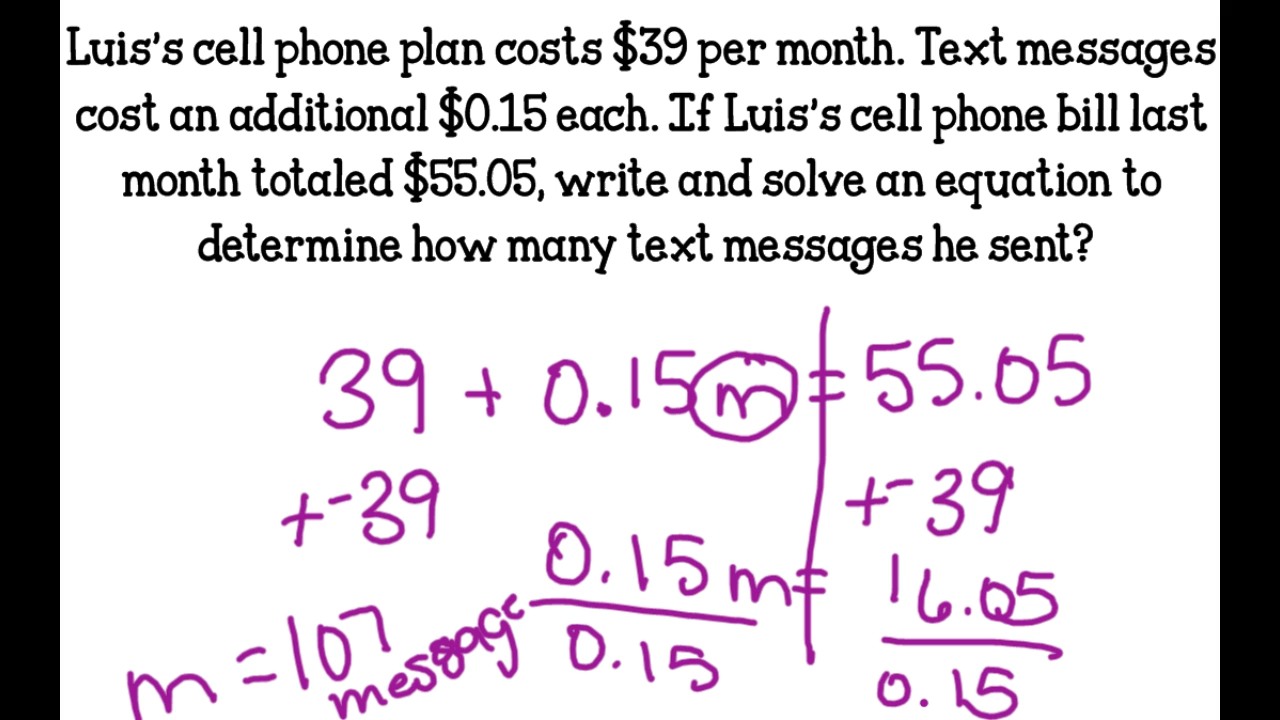 Luis's cell phone plan costs $39 per month. Text messages
cost an additional $0.15 each. If Luis's cell phone bill last
month totaled $55.05, write and solve an equation to
determine how many text messages he sent?
39 + 0.15m = 55.05
+-39 +-39
0.15m = 16.05
0.15 0.15
m = 107
message